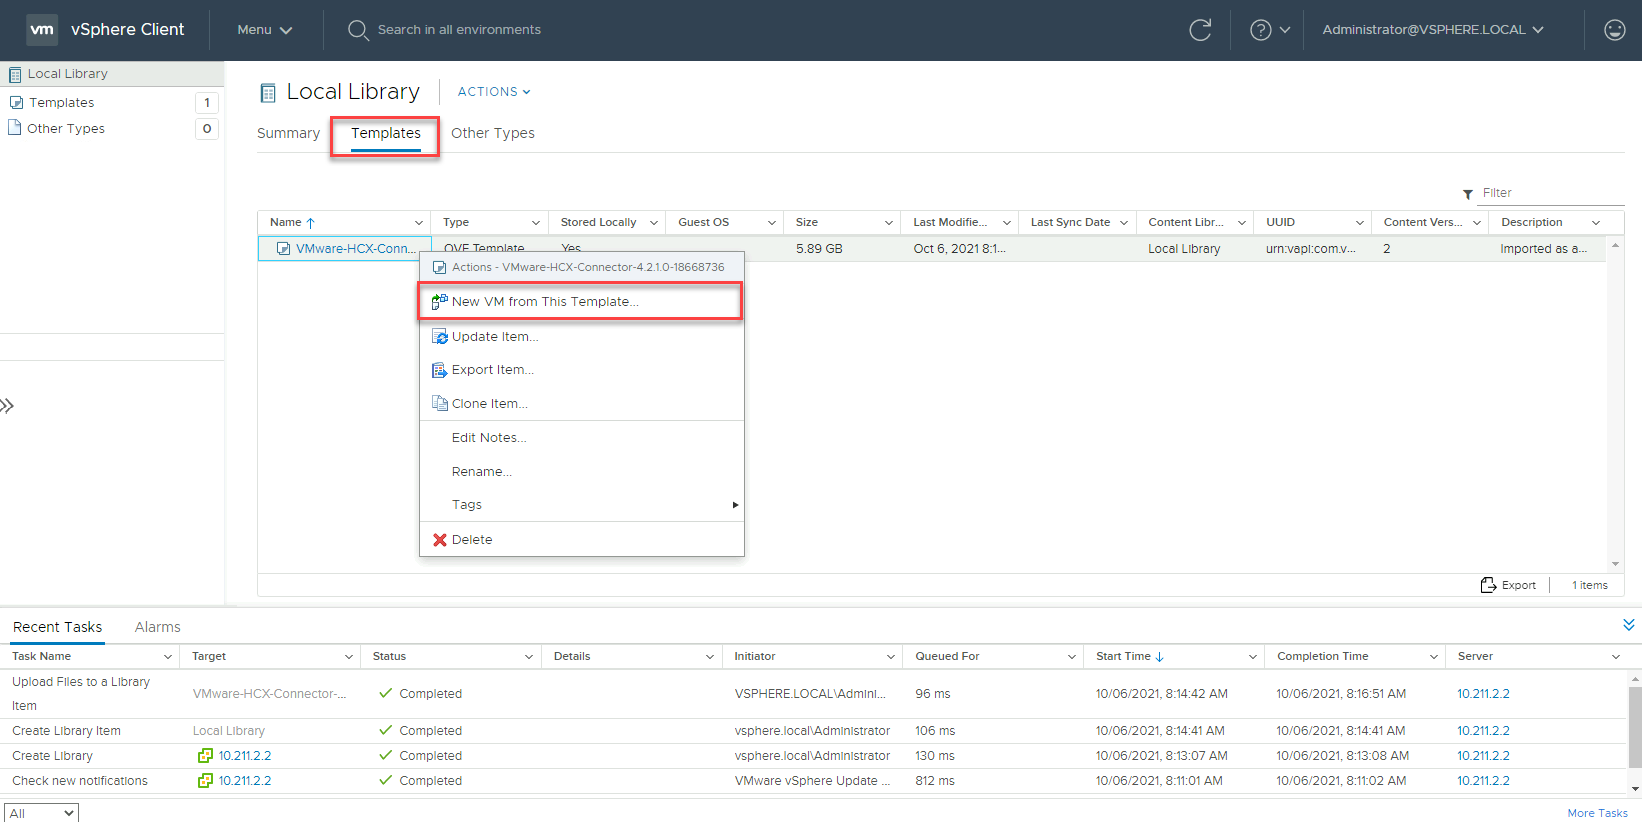 vm vSphere Client Menu Search in all environments Administrator@VSPHERE.LOCAL
Local Library
Templates 1
Other Types 0
Local Library ACTIONS
Summary Templates Other Types
Filter
Name Type Stored Locally Guest OS Size Last Modifie... Last Sync Date Content Libr... UUID Content Vers... Description
VMware-HCX-Conn... OVF Template Yes 5.89 GB Oct 6, 2021 8:1... Local Library urn:vapi:com.v... 2 Imported as a...
Actions - VMware-HCX-Connector-4.2.1.0-18668736
New VM from This Template...
Update Item...
Export Item...
Clone Item...
Edit Notes...
Rename...
Tags
Delete
Export 1 items
Recent Tasks Alarms
Task Name Target Status Details Initiator Queued For Start Time Completion Time Server
Upload Files to a Library
Item VMware-HCX-Connector-... Completed VSPHERE.LOCAL\Admini... 96 ms 10/06/2021, 8:14:42 AM 10/06/2021, 8:16:51 AM 10.211.2.2
Create Library Item Local Library Completed vsphere.local\Administrator 106 ms 10/06/2021, 8:14:41 AM 10/06/2021, 8:14:41 AM 10.211.2.2
Create Library 10.211.2.2 Completed vsphere.local\Administrator 130 ms 10/06/2021, 8:13:07 AM 10/06/2021, 8:13:08 AM 10.211.2.2
Check new notifications 10.211.2.2 Completed VMware vSphere Update ... 812 ms 10/06/2021, 8:11:01 AM 10/06/2021, 8:11:02 AM 10.211.2.2
All More Tasks